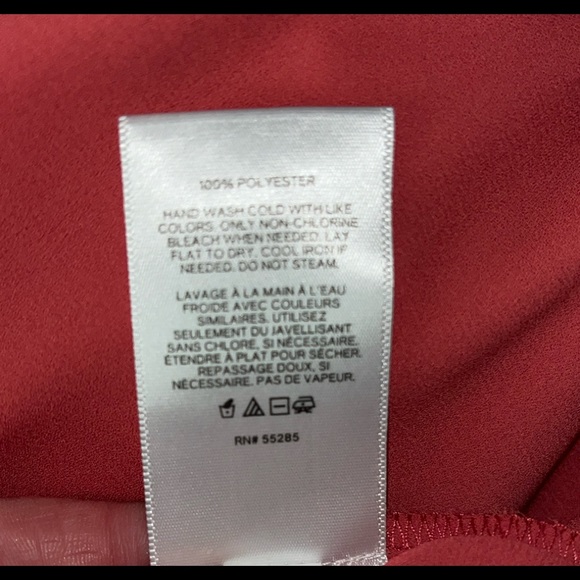 100% POLYESTER
HAND WASH COLD WITH LIKE
COLORS. ONLY NON-CHLORINE
BLEACH WHEN NEEDED. LAY
FLAT TO DRY. COOL IRON IF
NEEDED. DO NOT STEAM.
LAVAGE À LA MAIN À L'EAU
FROIDE AVEC COULEURS
SIMILAIRES. UTILISEZ
SEULEMENT DU JAVELLISANT
SANS CHLORE, SI NÉCESSAIRE.
ÉTENDRE À PLAT POUR SÉCHER.
REPASSAGE DOUX, SI
NÉCESSAIRE. PAS DE VAPEUR.
RN# 55285